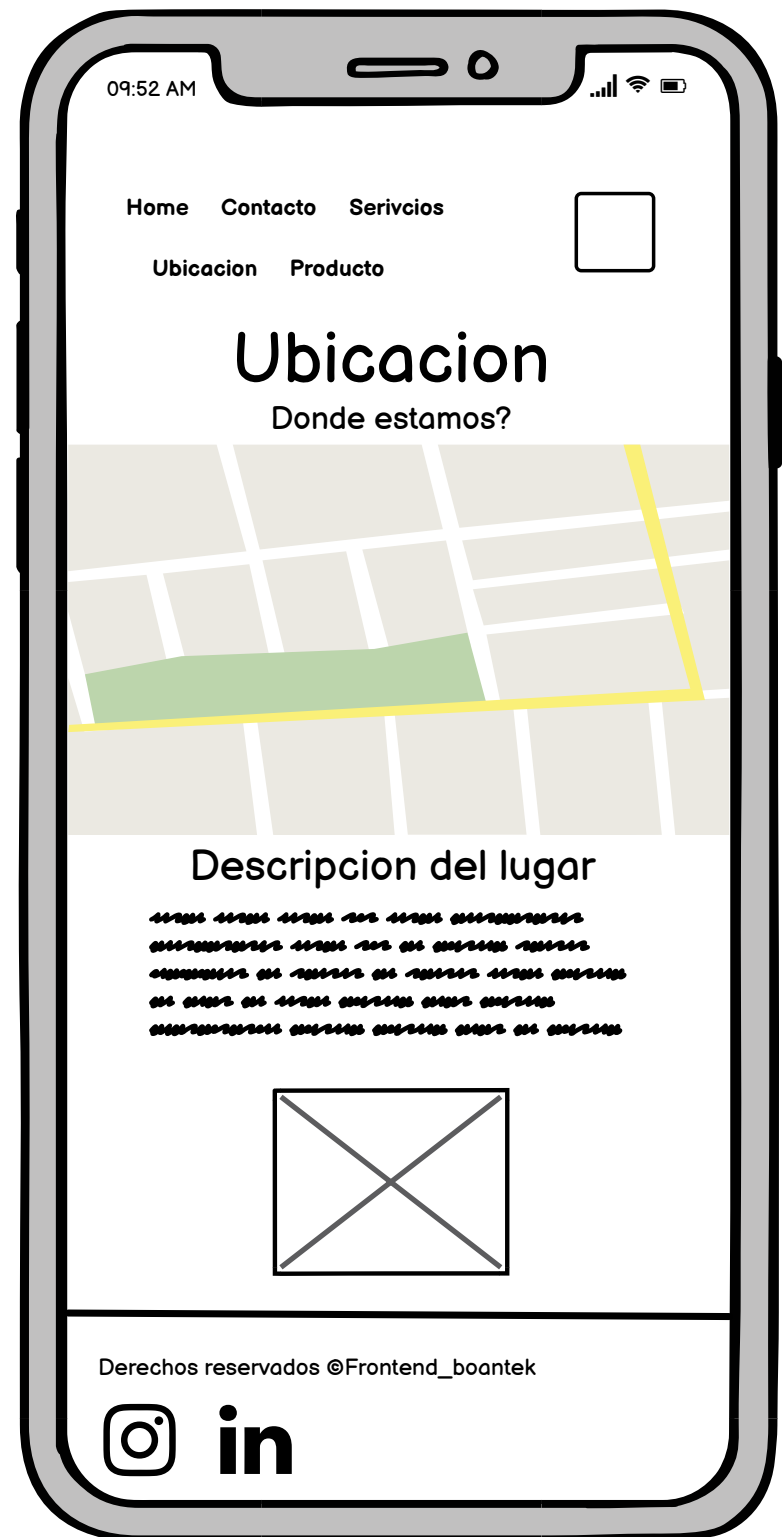 09:52 AM
Home Contacto Serivcios
Ubicacion Producto
Ubicacion
Donde estamos?
Descripcion del lugar
Derechos reservados ©Frontend_boantek
in